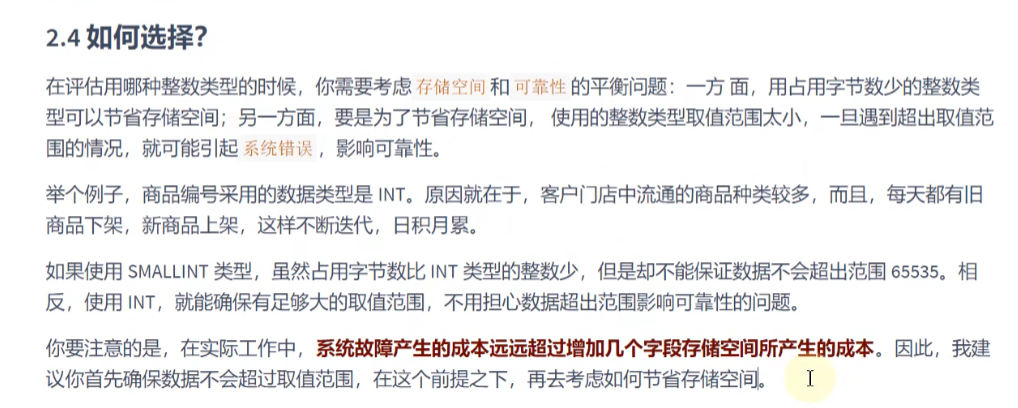 2.4 如何选择？
在评估用哪种整数类型的时候，你需要考虑 存储空间 和 可靠性 的平衡问题：一方 面，用占用字节数少的整数类
型可以节省存储空间；另一方面，要是为了节省存储空间， 使用的整数类型取值范围太小，一旦遇到超出取值范
围的情况，就可能引起 系统错误 ，影响可靠性。
举个例子，商品编号采用的数据类型是 INT。原因就在于，客户门店中流通的商品种类较多，而且，每天都有旧
商品下架，新商品上架，这样不断迭代，日积月累。
如果使用 SMALLINT 类型，虽然占用字节数比 INT 类型的整数少，但是却不能保证数据不会超出范围 65535。相
反，使用 INT，就能确保有足够大的取值范围，不用担心数据超出范围影响可靠性的问题。
你要注意的是，在实际工作中，系统故障产生的成本远远超过增加几个字段存储空间所产生的成本。因此，我建
议你首先确保数据不会超过取值范围，在这个前提之下，再去考虑如何节省存储空间。